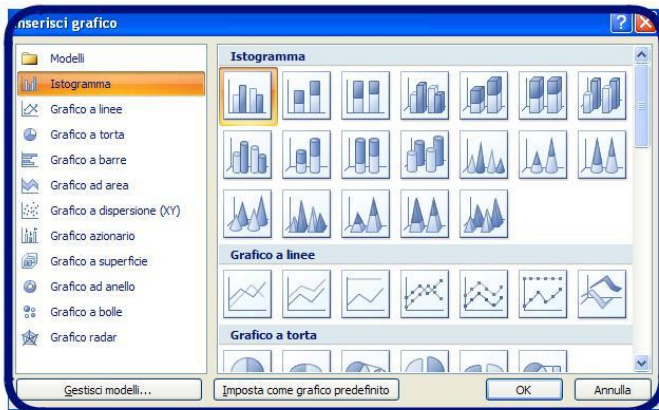 Inserisci grafico
Modelli
Istogramma
Grafico a linee
Grafico a torta
Grafico a barre
Grafico ad area
Grafico a dispersione (XY)
Grafico azionario
Grafico a superficie
Grafico ad anello
Grafico a bolle
Grafico radar
Istogramma
Grafico a linee
Grafico a torta
Gestisci modelli...
Imposta come grafico predefinito
OK
Annulla